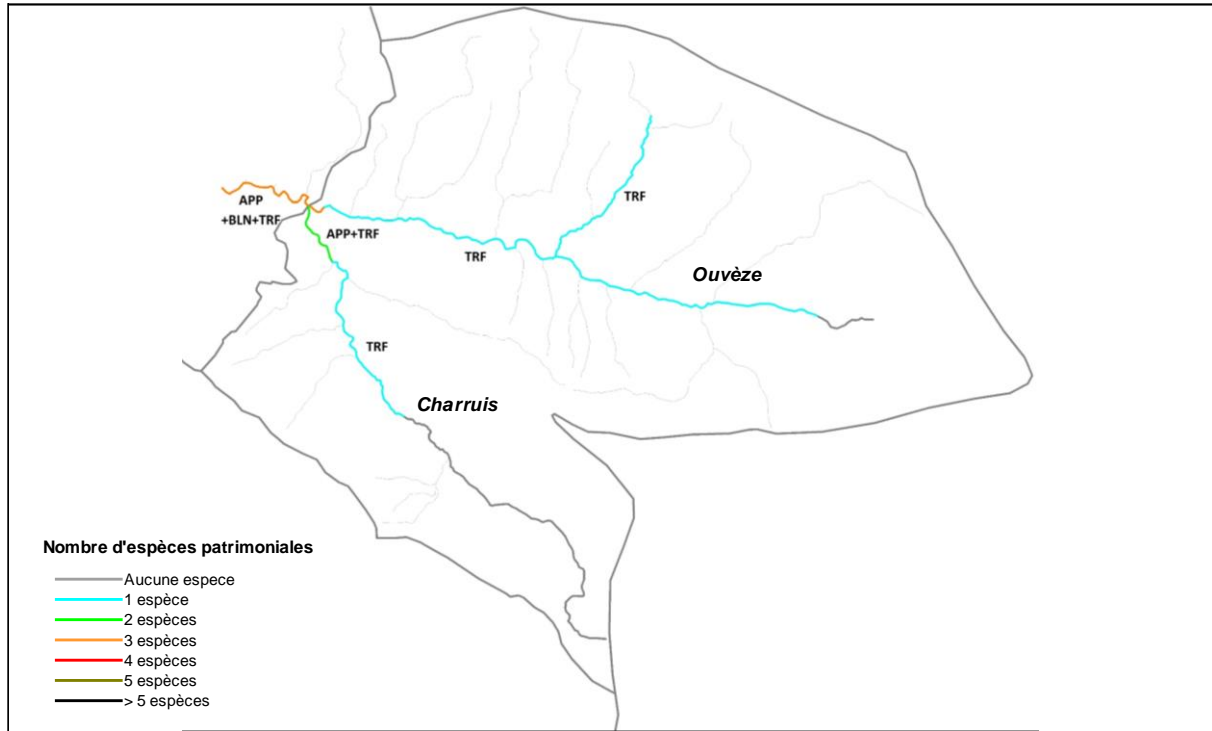 APP
+BLN+TRF
APP+TRF
TRF
TRF
Ouvèze
TRF
Charruis
Nombre d'espèces patrimoniales
Aucune espece
1 espèce
2 espèces
3 espèces
4 espèces
5 espèces
> 5 espèces